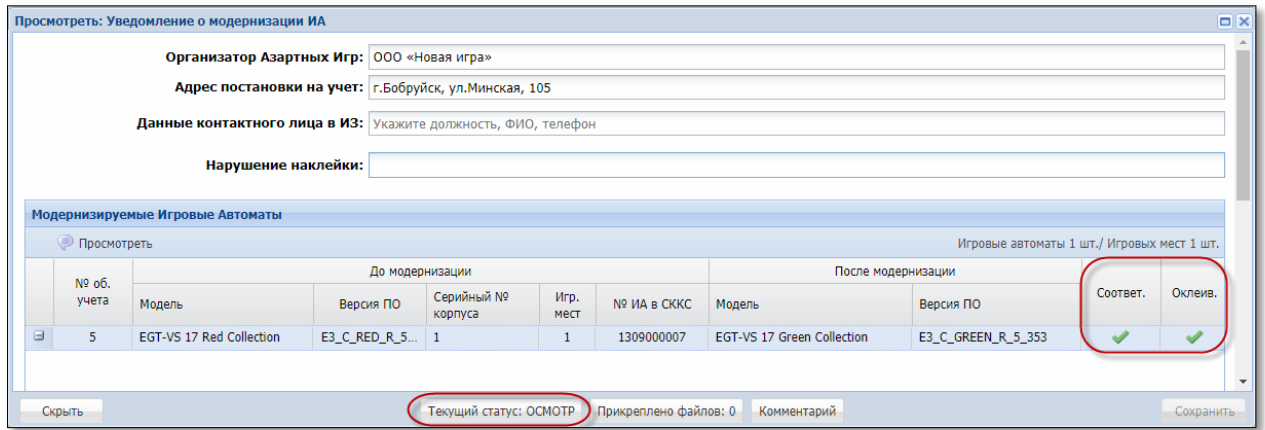 Просмотреть: Уведомление о модернизации ИА
Организатор Азартных Игр: ООО «Новая игра»
Адрес постановки на учет: г.Бобруйск, ул.Минская, 105
Данные контактного лица в ИЗ: Укажите должность, ФИО, телефон
Нарушение наклейки:
Модернизируемые Игровые Автоматы
Просмотреть Игровые автоматы 1 шт./ Игровых мест 1 шт.
№ об. учета До модернизации После модернизации Соответ. Оклеив.
Модель Версия ПО Серийный № корпуса Игр. мест № ИА в СККС Модель Версия ПО
5 EGT-VS 17 Red Collection E3_C_RED_R_5... 1 1 1309000007 EGT-VS 17 Green Collection E3_C_GREEN_R_5_353
Скрыть Текущий статус: ОСМОТР Прикреплено файлов: 0 Комментарий Сохранить